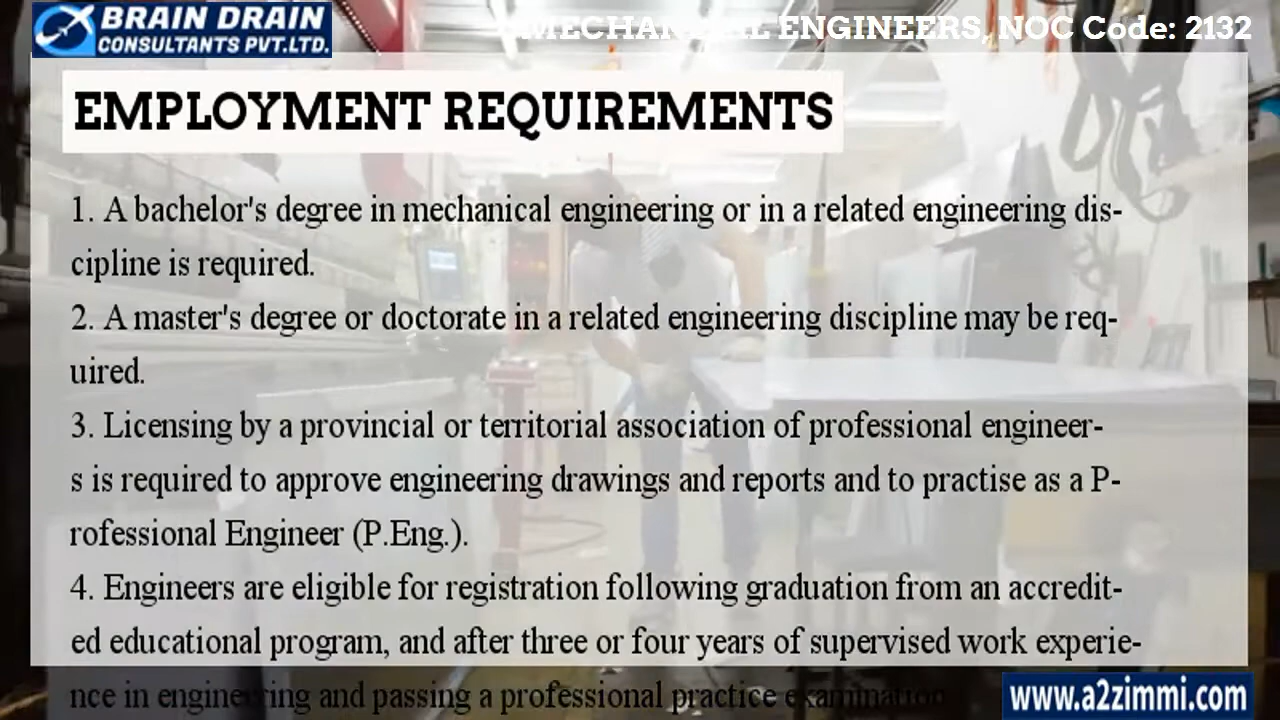 BRAIN DRAIN
CONSULTANTS PVT.LTD.
MECHANICAL ENGINEERS, NOC Code: 2132
EMPLOYMENT REQUIREMENTS
1. A bachelor's degree in mechanical engineering or in a related engineering dis-
cipline is required.
2. A master's degree or doctorate in a related engineering discipline may be req-
uired.
3. Licensing by a provincial or territorial association of professional engineer-
s is required to approve engineering drawings and reports and to practise as a P-
rofessional Engineer (P.Eng.).
4. Engineers are eligible for registration following graduation from an accredit-
ed educational program, and after three or four years of supervised work experie-
nce in engineering and passing a professional practice examination
www.a2zimmi.com